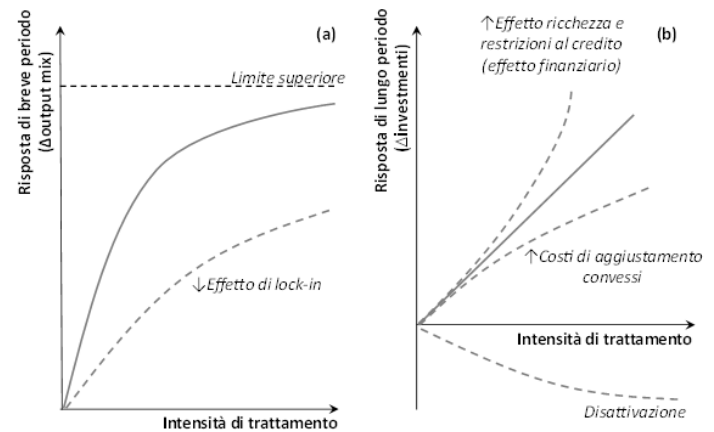 (a)
Risposta di breve periodo
(Δoutput mix)
Limite superiore
↓Effetto di lock-in
Intensità di trattamento
(b)
Risposta di lungo periodo
(△investimenti)
↑Effetto ricchezza e
restrizioni al credito
(effetto finanziario)
↑Costi di aggiustamento
convessi
Intensità di trattamento
Disattivazione